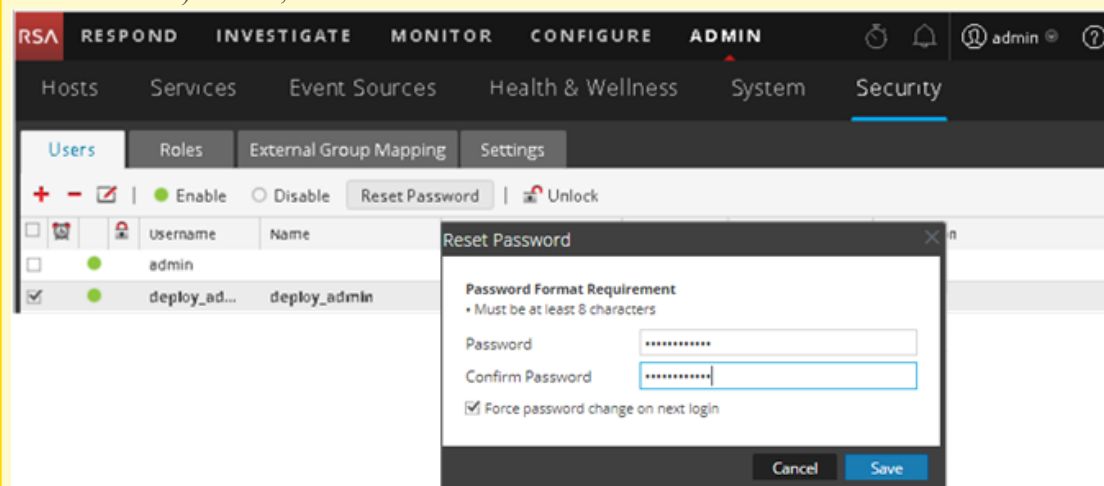 RSA RESPOND INVESTIGATE MONITOR CONFIGURE ADMIN admin
Hosts Services Event Sources Health & Wellness System Security
Users Roles External Group Mapping Settings
Enable Disable Reset Password Unlock
Username Name
admin
deploy_ad... deploy_admin
Reset Password
Password Format Requirement
• Must be at least 8 characters
Password ••••••••••••
Confirm Password ••••••••••••
Force password change on next login
Cancel Save